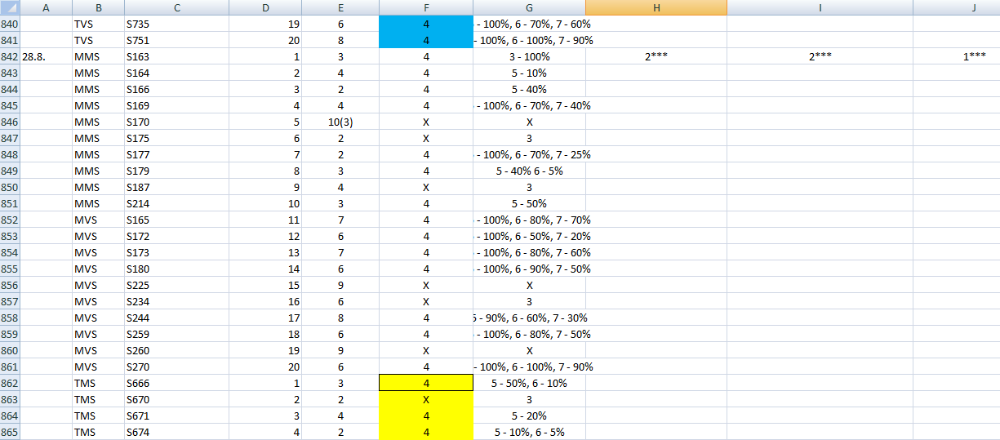 A B C D E F G H I J
840 TVS S735 19 6 4 - 100%, 6 - 70%, 7 - 60%
841 TVS S751 20 8 4 - 100%, 6 - 100%, 7 - 90%
842 28.8. MMS S163 1 3 4 3 - 100% 2*** 2*** 1***
843 MMS S164 2 4 4 5 - 10%
844 MMS S166 3 2 4 5 - 40%
845 MMS S169 4 4 4 - 100%, 6 - 70%, 7 - 40%
846 MMS S170 5 10(3) X X
847 MMS S175 6 2 X 3
848 MMS S177 7 2 4 - 100%, 6 - 70%, 7 - 25%
849 MMS S179 8 3 4 5 - 40% 6 - 5%
850 MMS S187 9 4 X 3
851 MMS S214 10 3 4 5 - 50%
852 MVS S165 11 7 4 - 100%, 6 - 80%, 7 - 70%
853 MVS S172 12 6 4 - 100%, 6 - 50%, 7 - 20%
854 MVS S173 13 7 4 - 100%, 6 - 80%, 7 - 60%
855 MVS S180 14 6 4 - 100%, 6 - 90%, 7 - 50%
856 MVS S225 15 9 X X
857 MVS S234 16 6 X 3
858 MVS S244 17 8 4 5 - 90%, 6 - 60%, 7 - 30%
859 MVS S259 18 6 4 - 100%, 6 - 80%, 7 - 50%
860 MVS S260 19 9 X X
861 MVS S270 20 6 4 - 100%, 6 - 100%, 7 - 90%
862 TMS S666 1 3 4 5 - 50%, 6 - 10%
863 TMS S670 2 2 X 3
864 TMS S671 3 4 4 5 - 20%
865 TMS S674 4 2 4 5 - 10%, 6 - 5%